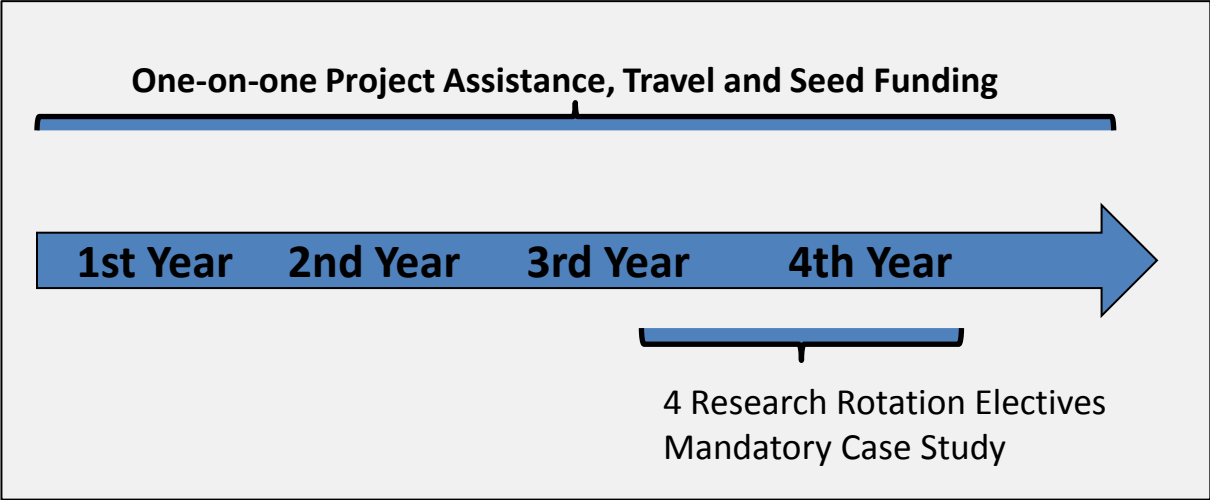 One-on-one Project Assistance, Travel and Seed Funding
1st Year 2nd Year 3rd Year 4th Year
4 Research Rotation Electives
Mandatory Case Study